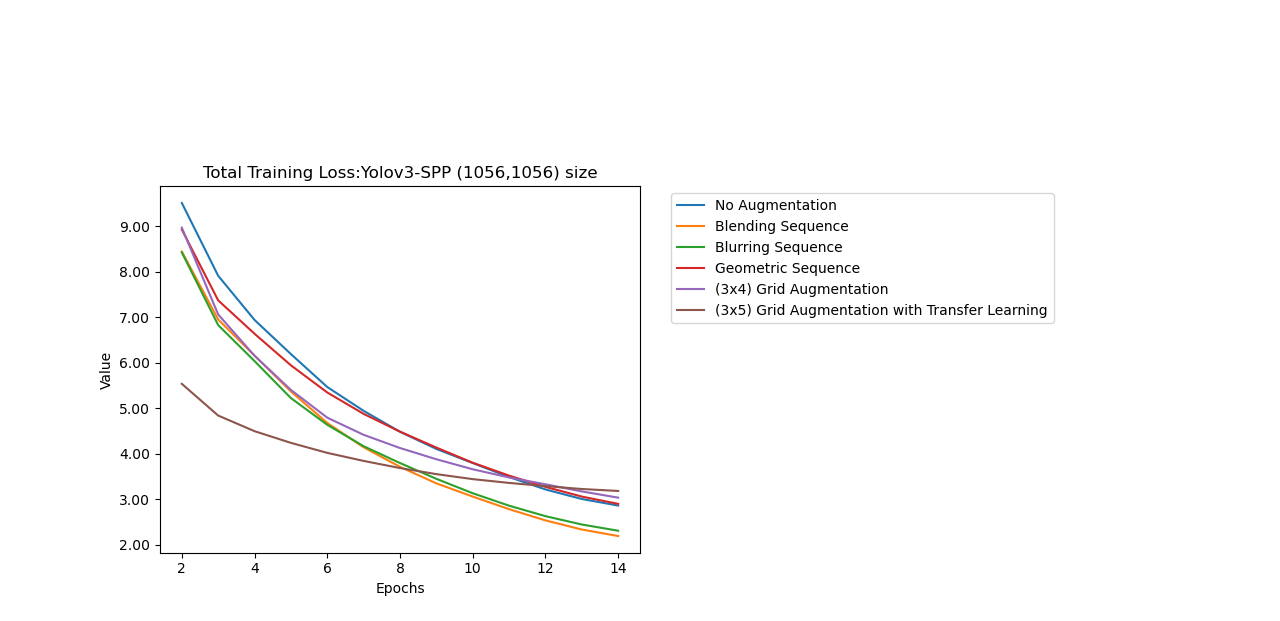 Total Training Loss:Yolov3-SPP (1056,1056) size
9.00
8.00
7.00
6.00
5.00
4.00
3.00
2.00
Value
2 4 6 8 10 12 14
Epochs
No Augmentation
Blending Sequence
Blurring Sequence
Geometric Sequence
(3x4) Grid Augmentation
(3x5) Grid Augmentation with Transfer Learning